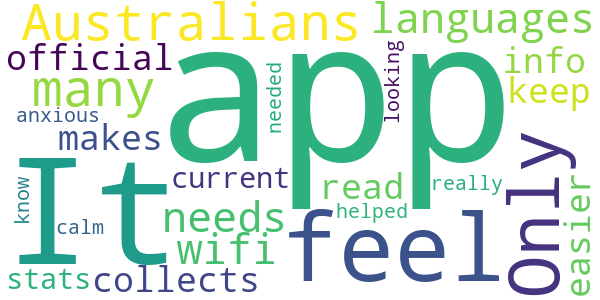 Australians
languages
official
app
info
many
looking
needed
keep
anxious
makes
Only
It
current
read
really
easier
know
needs
helped
feel
calm
wifi
stats
collects